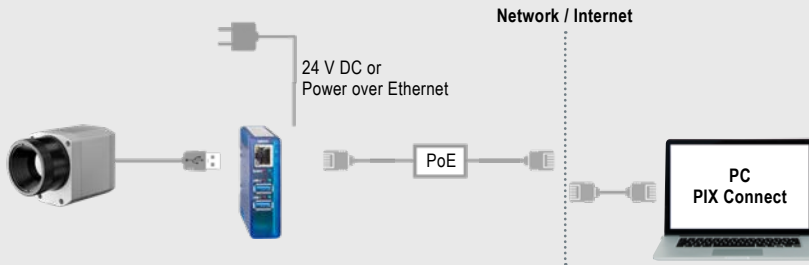 Network / Internet
24 V DC or
Power over Ethernet
PoE
PC
PIX Connect